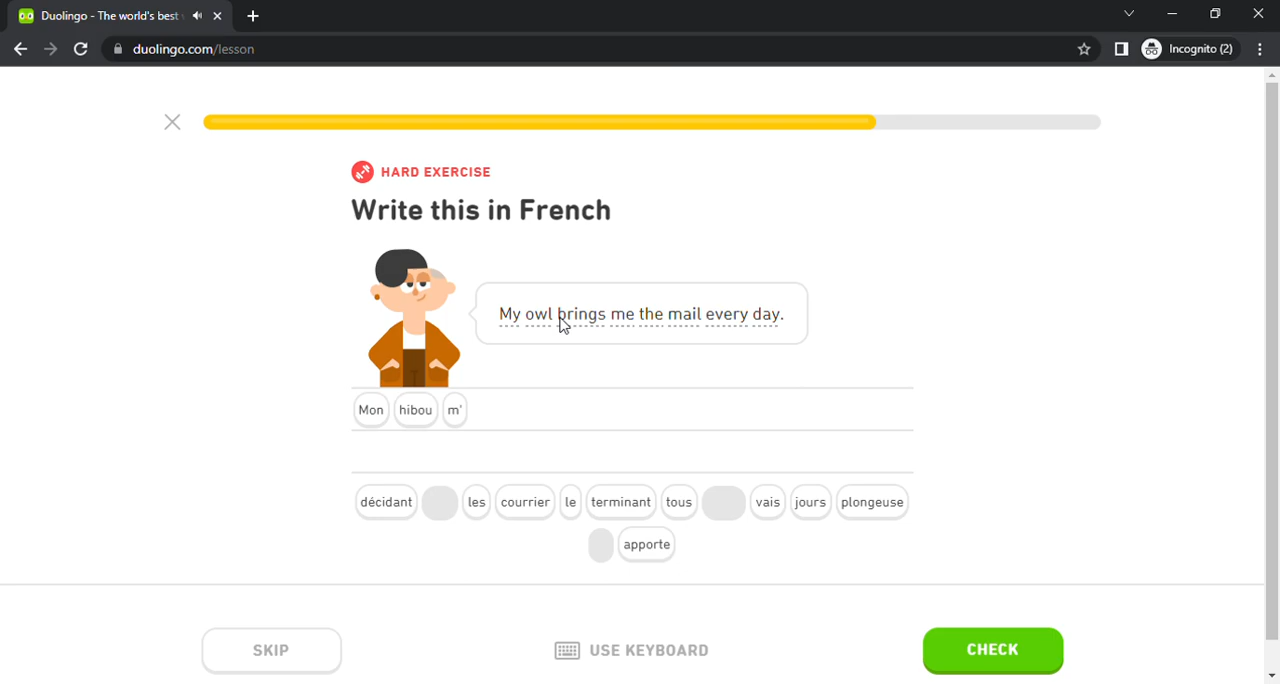 Duolingo - The world's best
duolingo.com/lesson
Incognito (2)
HARD EXERCISE
Write this in French
My owl brings me the mail every day.
Mon hibou m'
décidant les courrier le terminant tous vais jours plongeuse
apporte
SKIP
USE KEYBOARD
CHECK